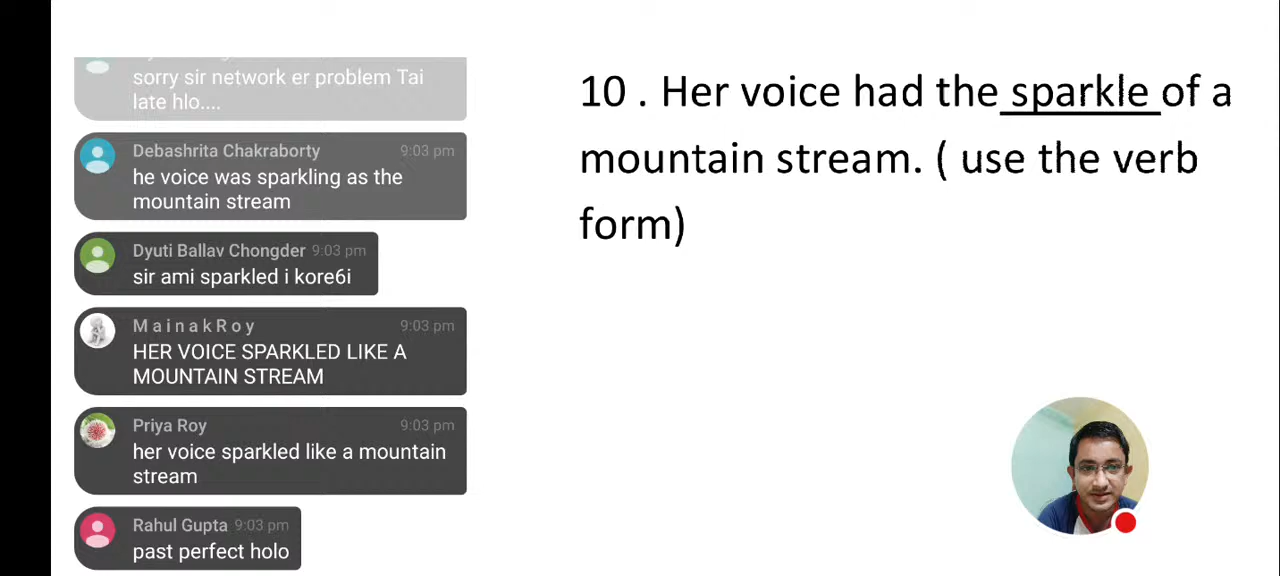 sorry sir network er problem Tai
late hlo....
Debashrita Chakraborty 9:03 pm
he voice was sparkling as the
mountain stream
Dyuti Ballav Chongder 9:03 pm
sir ami sparkled i kore6i
M a i n a k R o y 9:03 pm
HER VOICE SPARKLED LIKE A
MOUNTAIN STREAM
Priya Roy 9:03 pm
her voice sparkled like a mountain
stream
Rahul Gupta 9:03 pm
past perfect holo
10 . Her voice had the sparkle of a
mountain stream. ( use the verb
form)